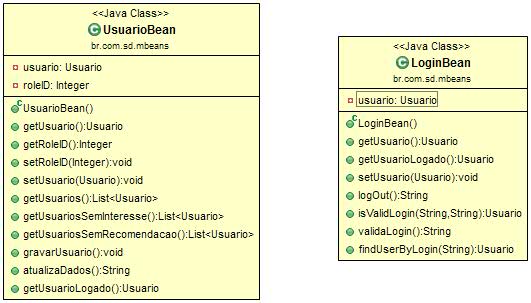 <<Java Class>>
UsuarioBean
br.com.sd.mbeans
usuario: Usuario
roleID: Integer
UsuarioBean()
getUsuario():Usuario
getRoleID():Integer
setRoleID(Integer):void
setUsuario(Usuario):void
getUsuarios():List<Usuario>
getUsuariosSemInteresse():List<Usuario>
getUsuariosSemRecomendacao():List<Usuario>
gravarUsuario():void
atualizaDados():String
getUsuarioLogado():Usuario
<<Java Class>>
LoginBean
br.com.sd.mbeans
usuario: Usuario
LoginBean()
getUsuario():Usuario
getUsuarioLogado():Usuario
setUsuario(Usuario):void
logOut():String
isValidLogin(String,String):Usuario
validaLogin():String
findUserByLogin(String):Usuario